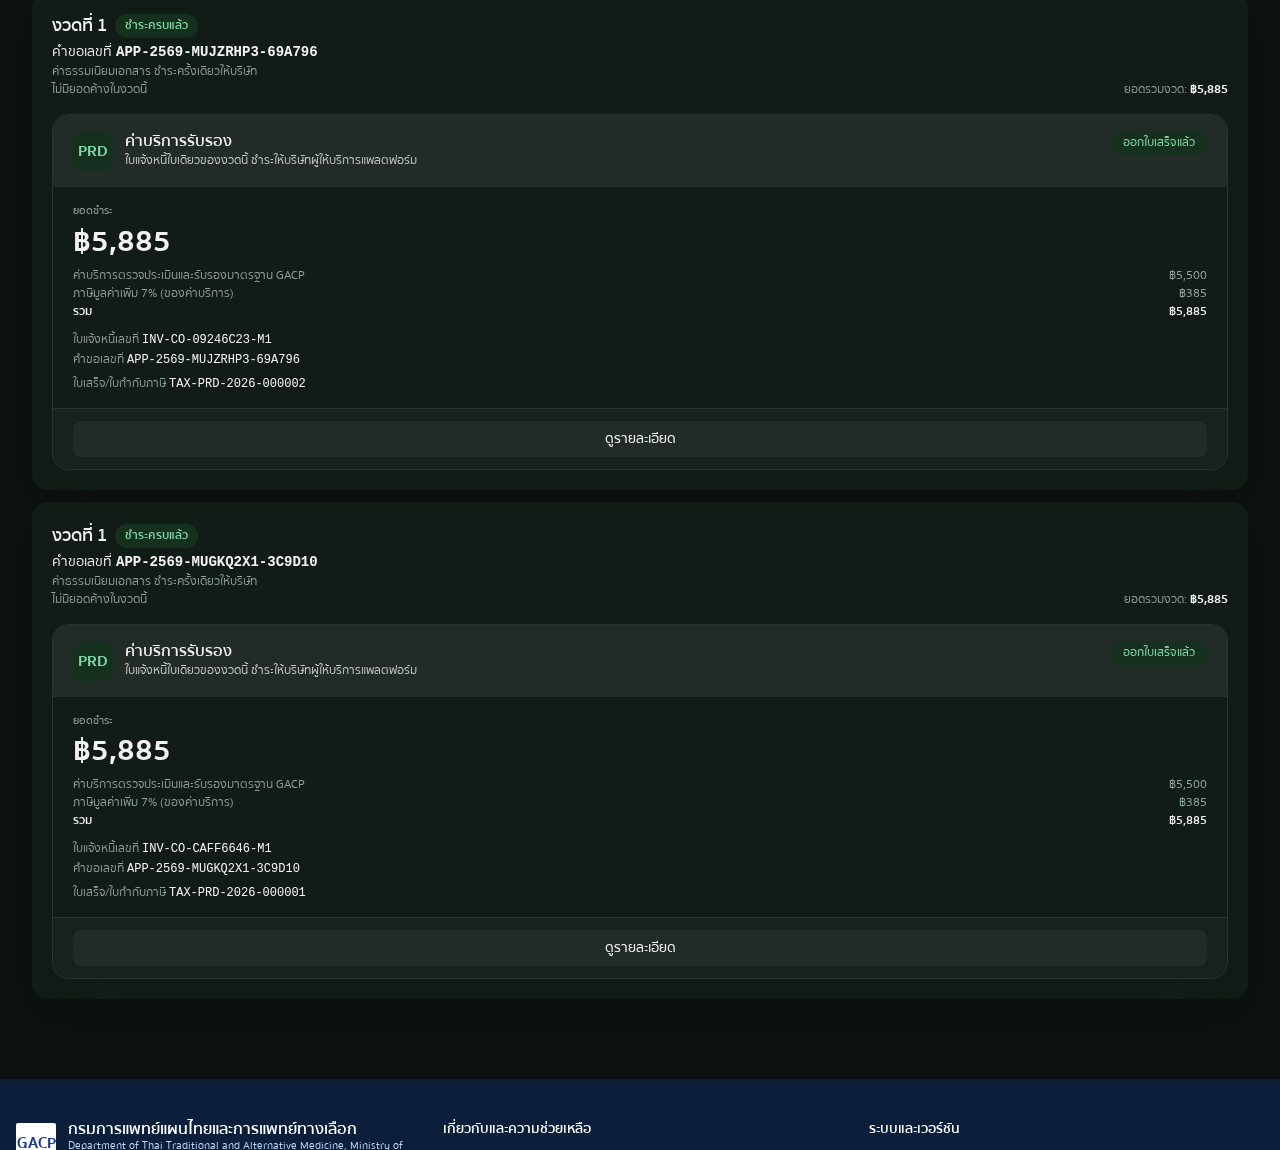 งวดที่ 1 ชำระครบแล้ว
คำขอเลขที่ APP-2569-MUJZRHP3-69A796
ค่าธรรมเนียมเอกสาร ชำระครั้งเดียวให้บริษัท
ไม่มียอดค้างในงวดนี้ ยอดรวมงวด: ฿5,885
PRD ค่าบริการรับรอง ออกใบเสร็จแล้ว
ใบแจ้งหนี้ใบเดียวของงวดนี้ ชำระให้บริษัทผู้ให้บริการแพลตฟอร์ม
ยอดชำระ
฿5,885
ค่าบริการตรวจประเมินและรับรองมาตรฐาน GACP ฿5,500
ภาษีมูลค่าเพิ่ม 7% (ของค่าบริการ) ฿385
รวม ฿5,885
ใบแจ้งหนี้เลขที่ INV-CO-09246C23-M1
คำขอเลขที่ APP-2569-MUJZRHP3-69A796
ใบเสร็จ/ใบกำกับภาษี TAX-PRD-2026-000002
ดูรายละเอียด
งวดที่ 1 ชำระครบแล้ว
คำขอเลขที่ APP-2569-MUGKQ2X1-3C9D10
ค่าธรรมเนียมเอกสาร ชำระครั้งเดียวให้บริษัท
ไม่มียอดค้างในงวดนี้ ยอดรวมงวด: ฿5,885
PRD ค่าบริการรับรอง ออกใบเสร็จแล้ว
ใบแจ้งหนี้ใบเดียวของงวดนี้ ชำระให้บริษัทผู้ให้บริการแพลตฟอร์ม
ยอดชำระ
฿5,885
ค่าบริการตรวจประเมินและรับรองมาตรฐาน GACP ฿5,500
ภาษีมูลค่าเพิ่ม 7% (ของค่าบริการ) ฿385
รวม ฿5,885
ใบแจ้งหนี้เลขที่ INV-CO-CAFF6646-M1
คำขอเลขที่ APP-2569-MUGKQ2X1-3C9D10
ใบเสร็จ/ใบกำกับภาษี TAX-PRD-2026-000001
ดูรายละเอียด
GACP กรมการแพทย์แผนไทยและการแพทย์ทางเลือก
Department of Thai Traditional and Alternative Medicine, Ministry of
เกี่ยวกับและความช่วยเหลือ
ระบบและเวอร์ชัน